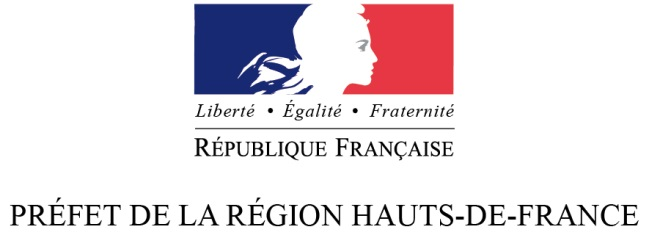 Liberté • Égalité • Fraternité
RÉPUBLIQUE FRANÇAISE
PRÉFET DE LA RÉGION HAUTS-DE-FRANCE